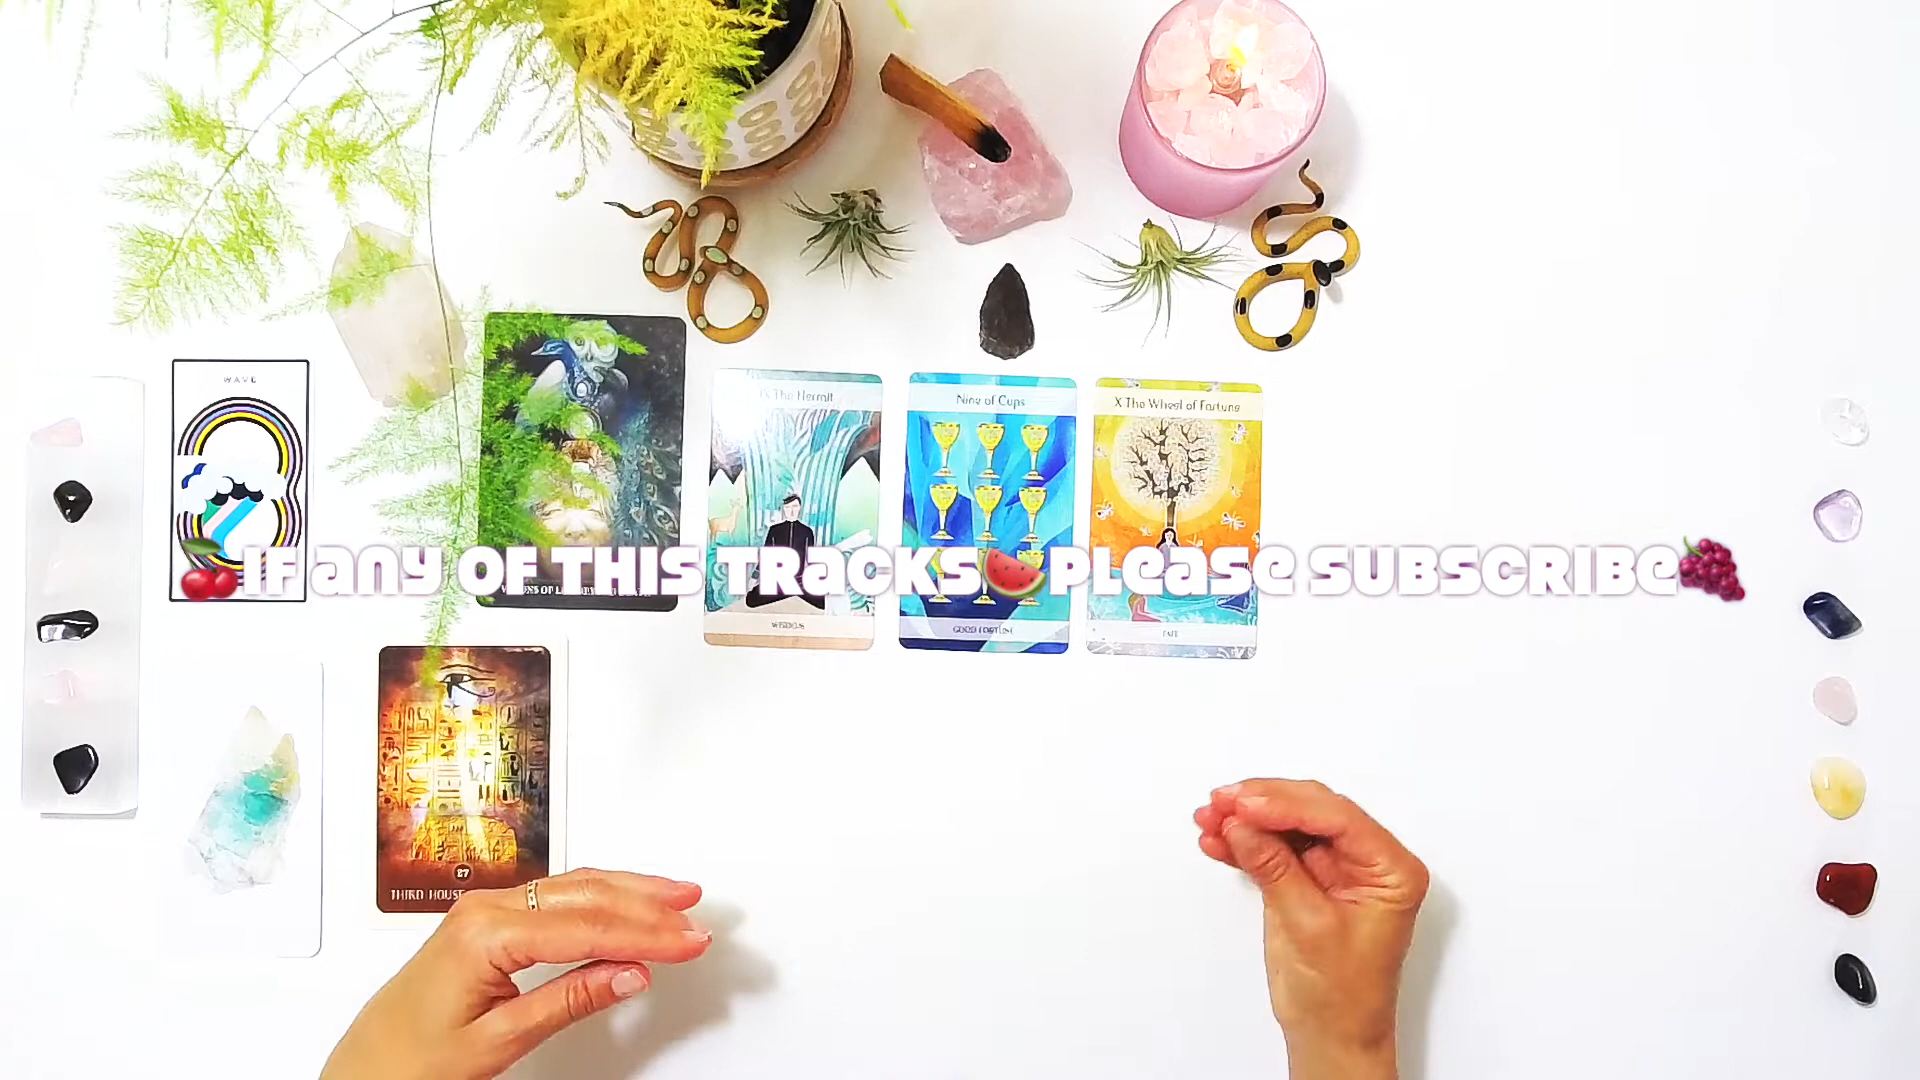 WAVE
IX The Hermit
Nine of Cups
X The Wheel of Fortune
IF any OF THIS TRACKS PLEASE SUBSCRIBE
WISDOM
GOOD FORTUNE
FATE
27
THIRD HOUSE